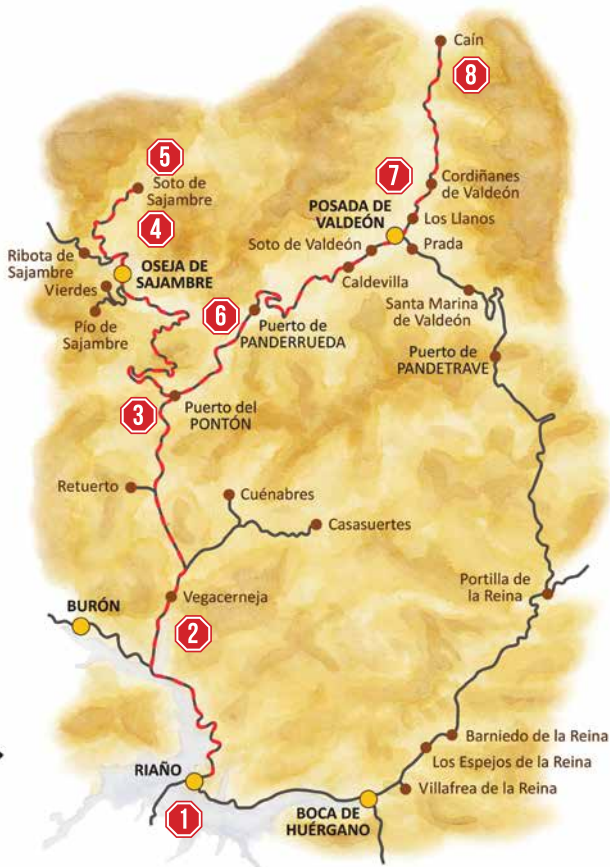 Caín
8
5
Soto de
Sajambre
7
Cordiñanes
de Valdeón
POSADA DE
VALDEÓN
Los Llanos
4
Ribota de
Sajambre
OSEJA DE
SAJAMBRE
Soto de Valdeón
Prada
Vierdes
Caldevilla
Santa Marina
de Valdeón
Pío de
Sajambre
6
Puerto de
PANDERRUEDA
Puerto de
PANDETRAVE
3
Puerto del
PONTÓN
Retuerto
Cuénabres
Casasuertes
Portilla de
la Reina
Vegacerneja
BURÓN
2
Barniedo de la Reina
Los Espejos de la Reina
RIAÑO
Villafrea de la Reina
1
BOCA DE
HUÉRGANO